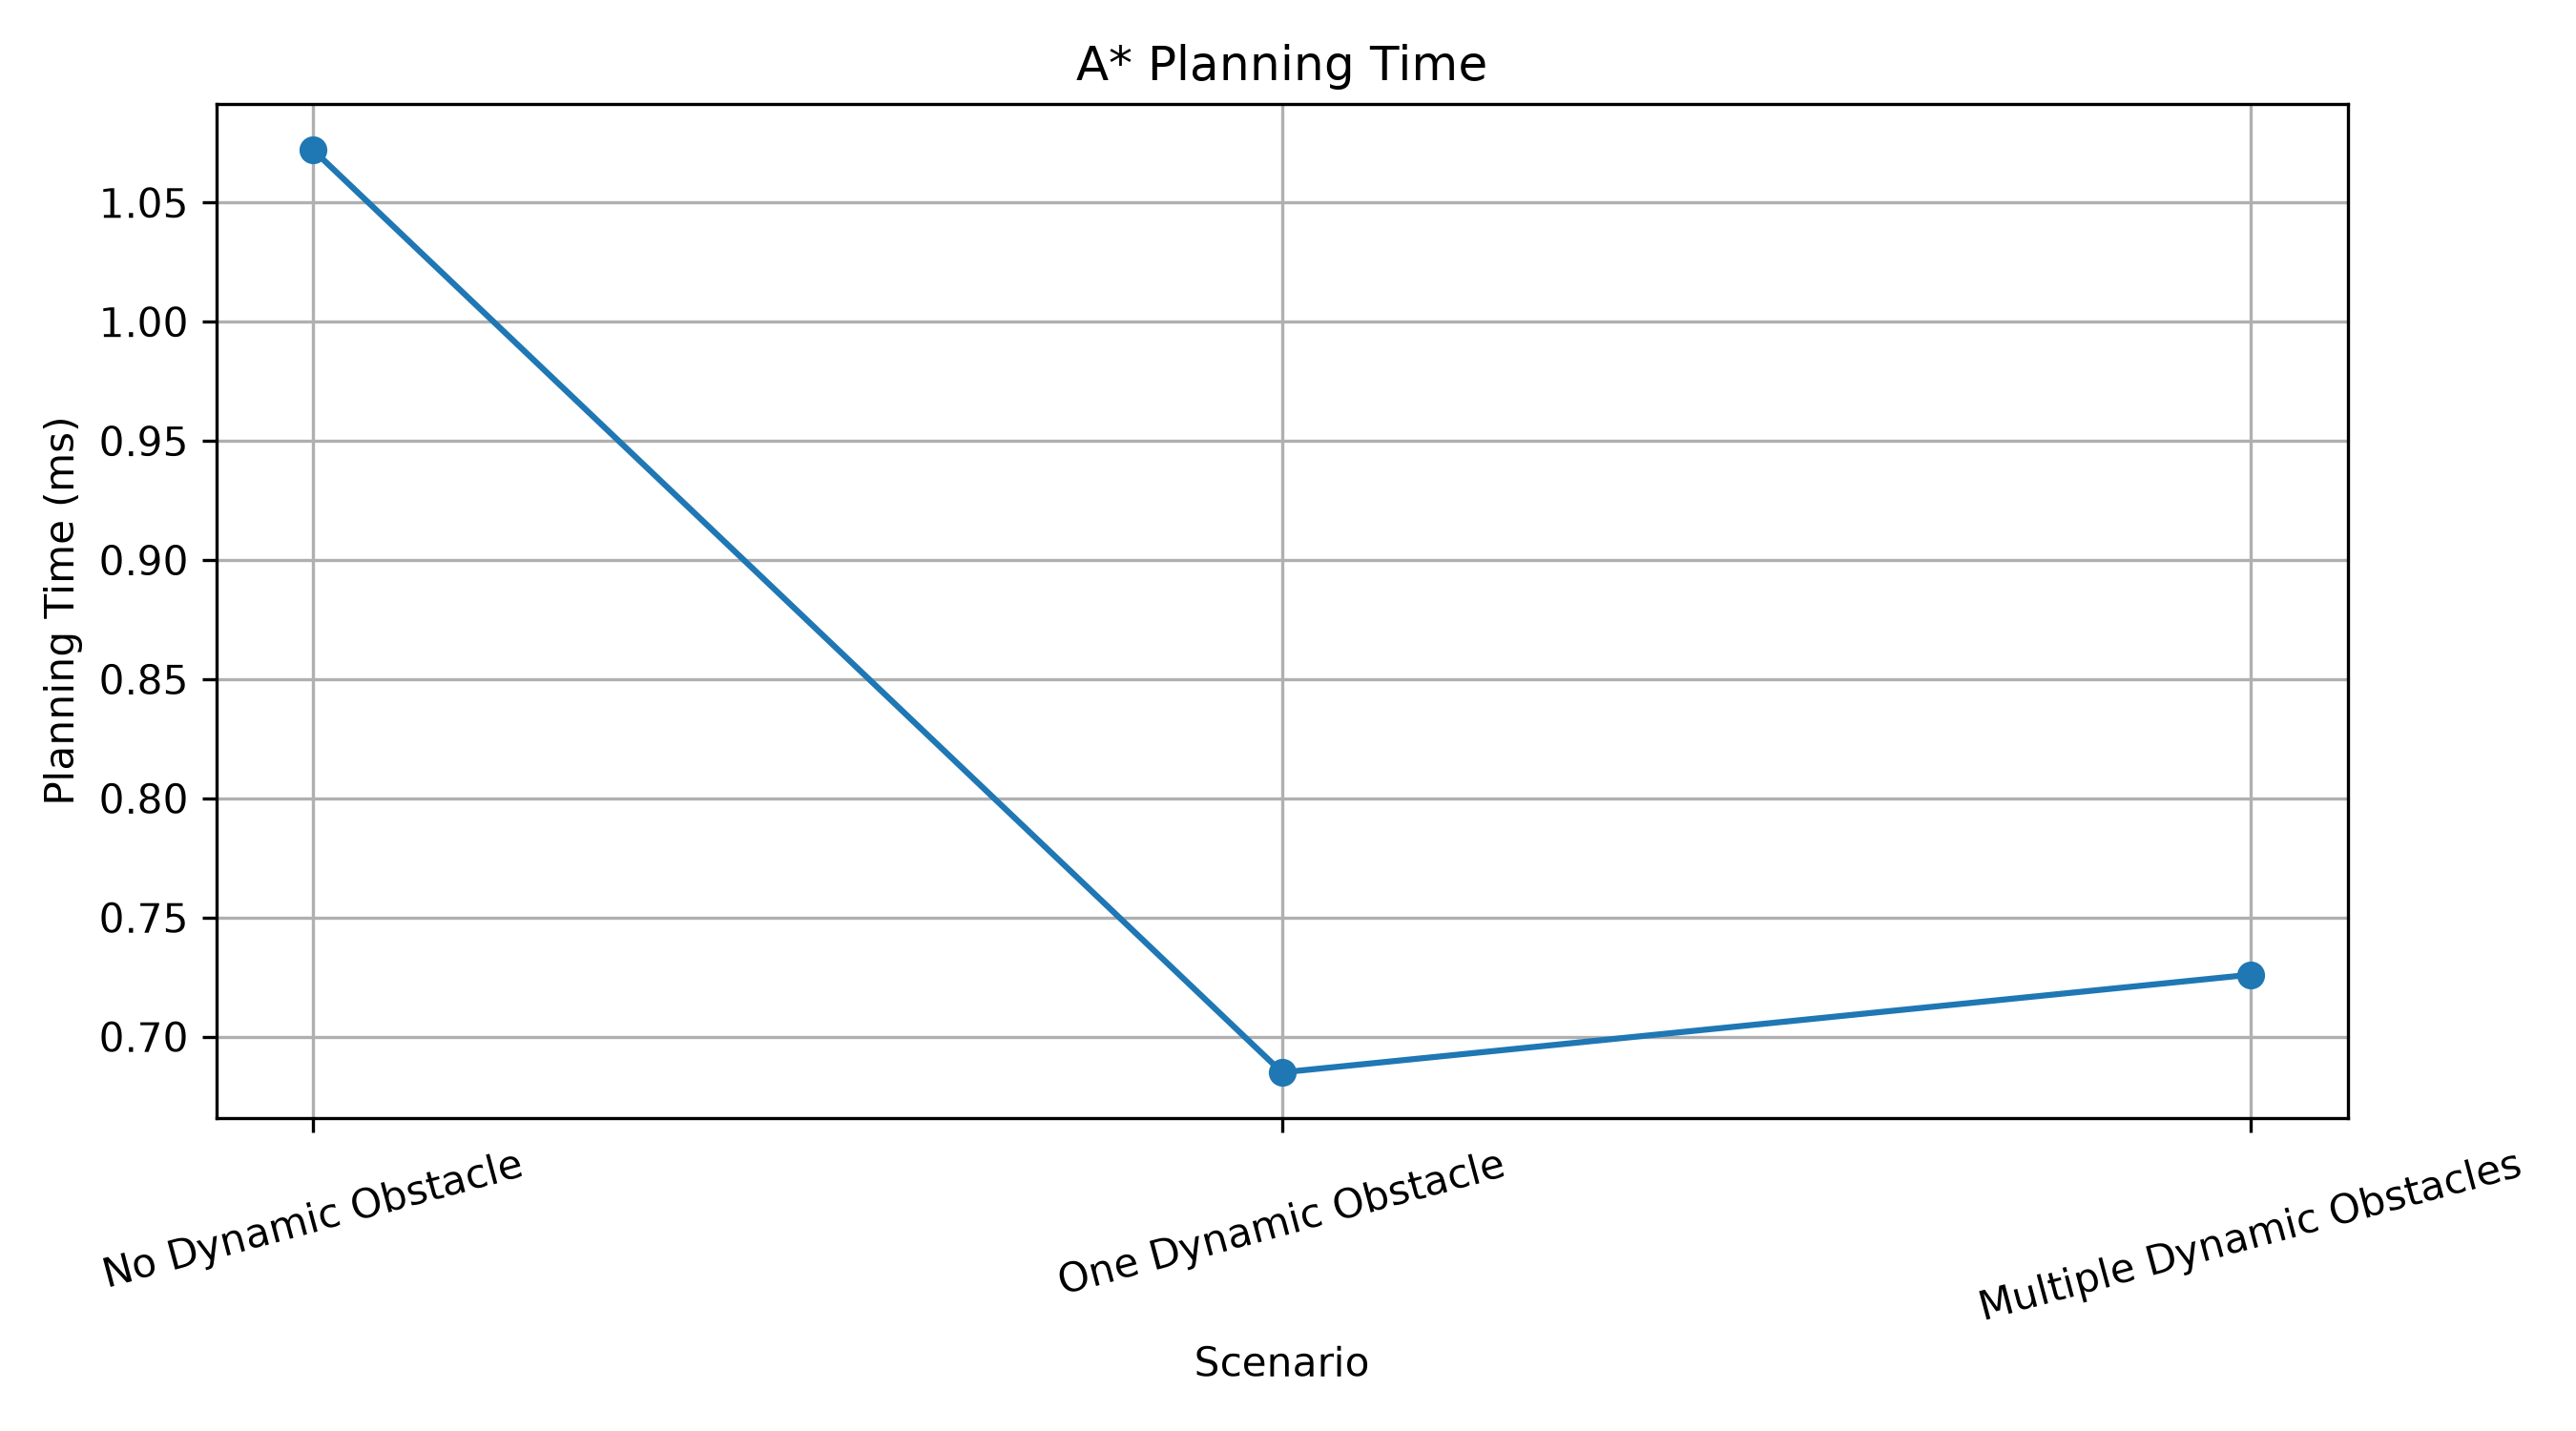 A* Planning Time
Planning Time (ms)
1.05
1.00
0.95
0.90
0.85
0.80
0.75
0.70
No Dynamic Obstacle
One Dynamic Obstacle
Multiple Dynamic Obstacles
Scenario